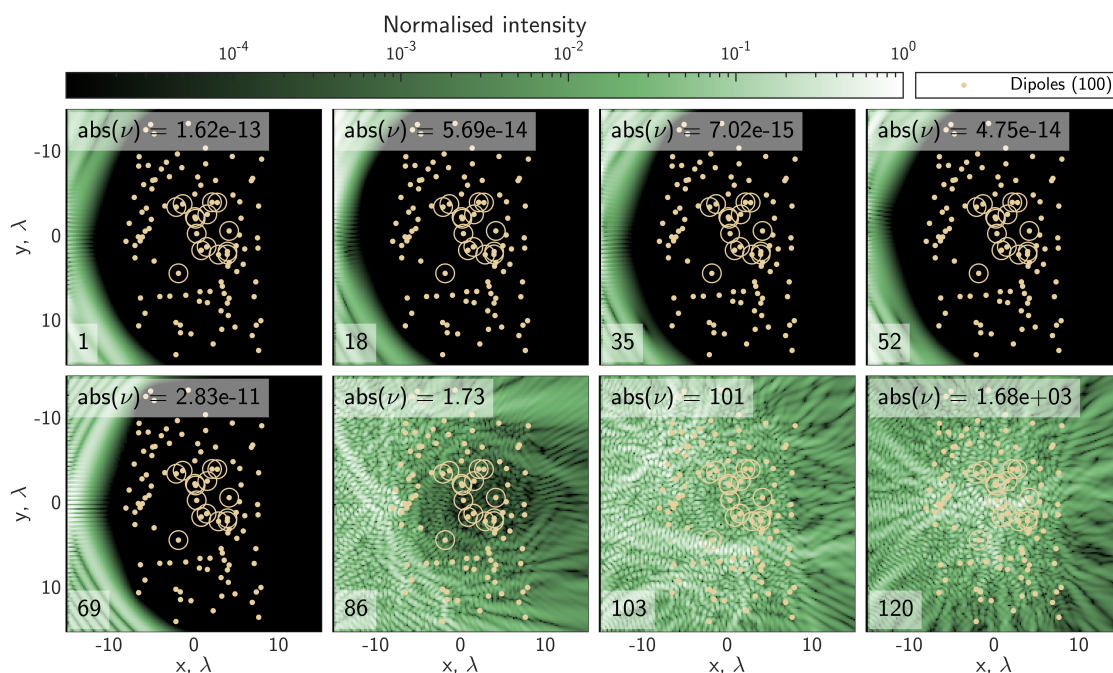 Normalised intensity
10⁻⁴ 10⁻³ 10⁻² 10⁻¹ 10⁰
Dipoles (100)
abs(ν) = 1.62e-13 abs(ν) = 5.69e-14 abs(ν) = 7.02e-15 abs(ν) = 4.75e-14
-10
0
10
y, λ
1 18 35 52
abs(ν) = 2.83e-11 abs(ν) = 1.73 abs(ν) = 101 abs(ν) = 1.68e+03
-10
0
10
y, λ
69 86 103 120
-10 0 10 -10 0 10 -10 0 10 -10 0 10
x, λ x, λ x, λ x, λ